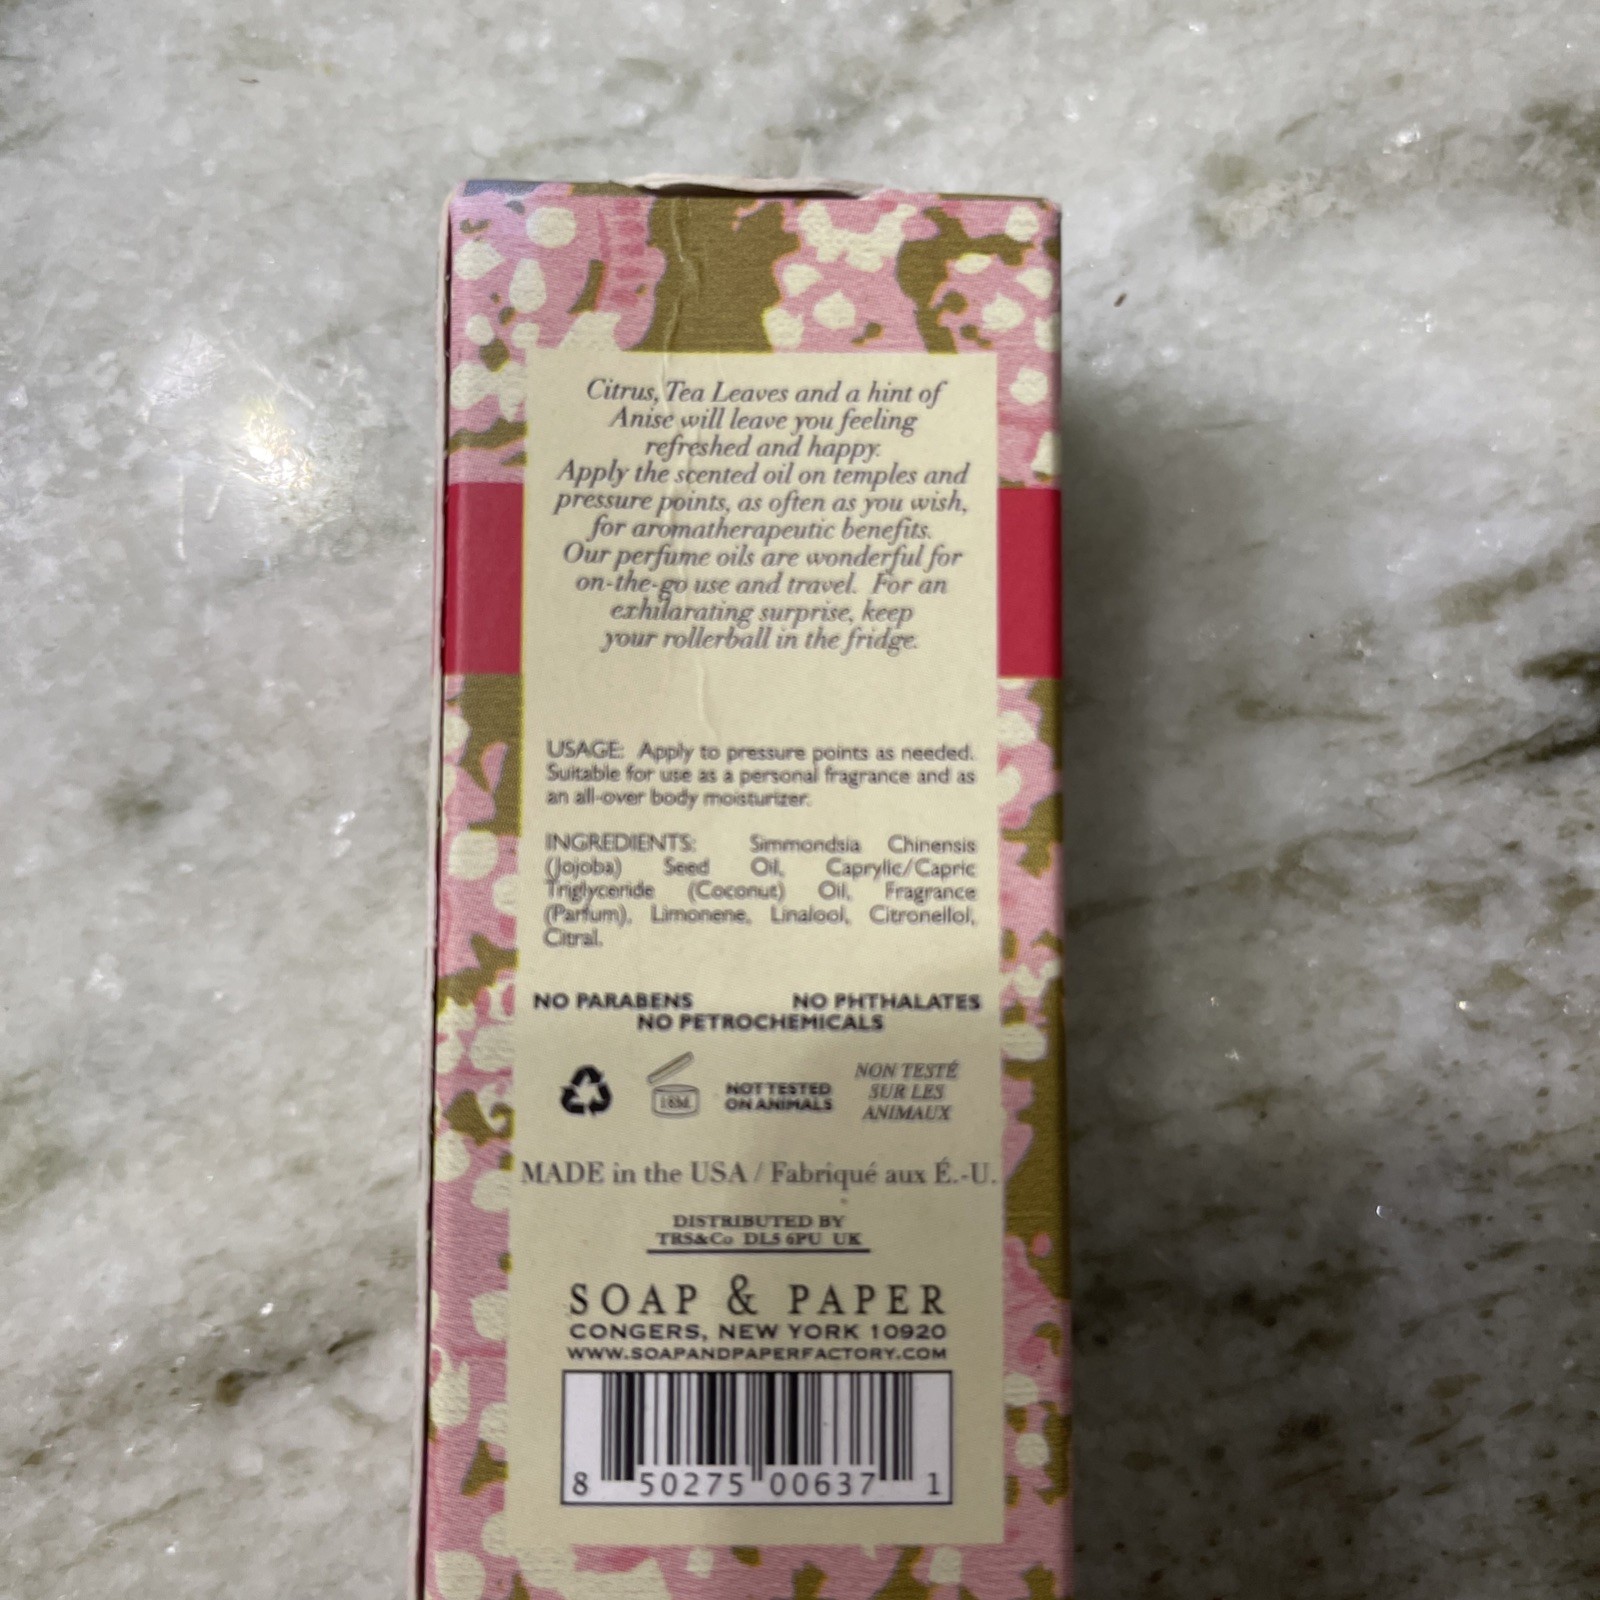 Citrus, Tea Leaves and a hint of
Anise will leave you feeling
refreshed and happy.
Apply the scented oil on temples and
pressure points, as often as you wish,
for aromatherapeutic benefits.
Our perfume oils are wonderful for
on-the-go use and travel. For an
exhilarating surprise, keep
your rollerball in the fridge.
USAGE: Apply to pressure points as needed.
Suitable for use as a personal fragrance and as
an all-over body moisturizer.
INGREDIENTS: Simmondsia Chinensis
(Jojoba) Seed Oil, Caprylic/Capric
Triglyceride (Coconut) Oil, Fragrance
(Parfum), Limonene, Linalool, Citronellol,
Citral.
NO PARABENS NO PHTHALATES
NO PETROCHEMICALS
18M
NOT TESTED
ON ANIMALS
NON TESTÉ
SUR LES
ANIMAUX
MADE in the USA / Fabriqué aux É.-U.
DISTRIBUTED BY
TRS&Co DL5 6PU UK
SOAP & PAPER
CONGERS, NEW YORK 10920
WWW.SOAPANDPAPERFACTORY.COM
8 50275 00637 1